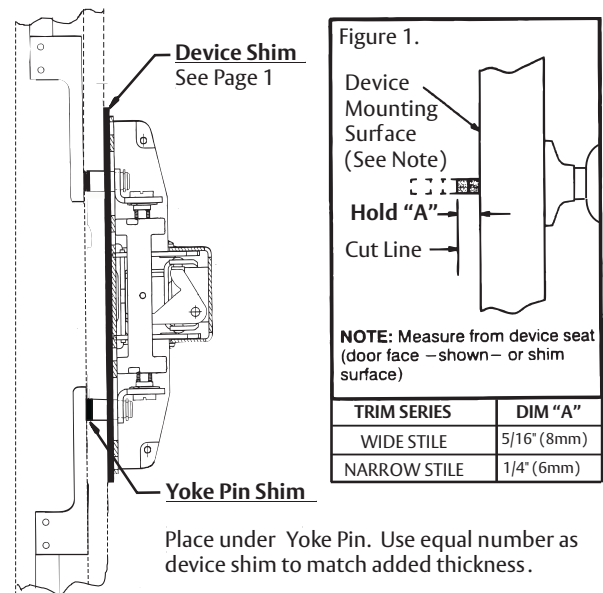 Device Shim
See Page 1
Figure 1.
Device
Mounting
Surface
(See Note)
Hold “A”
Cut Line
NOTE: Measure from device seat
(door face –shown– or shim
surface)
TRIM SERIES DIM “A”
WIDE STILE 5/16" (8mm)
NARROW STILE 1/4" (6mm)
Yoke Pin Shim
Place under Yoke Pin. Use equal number as
device shim to match added thickness.